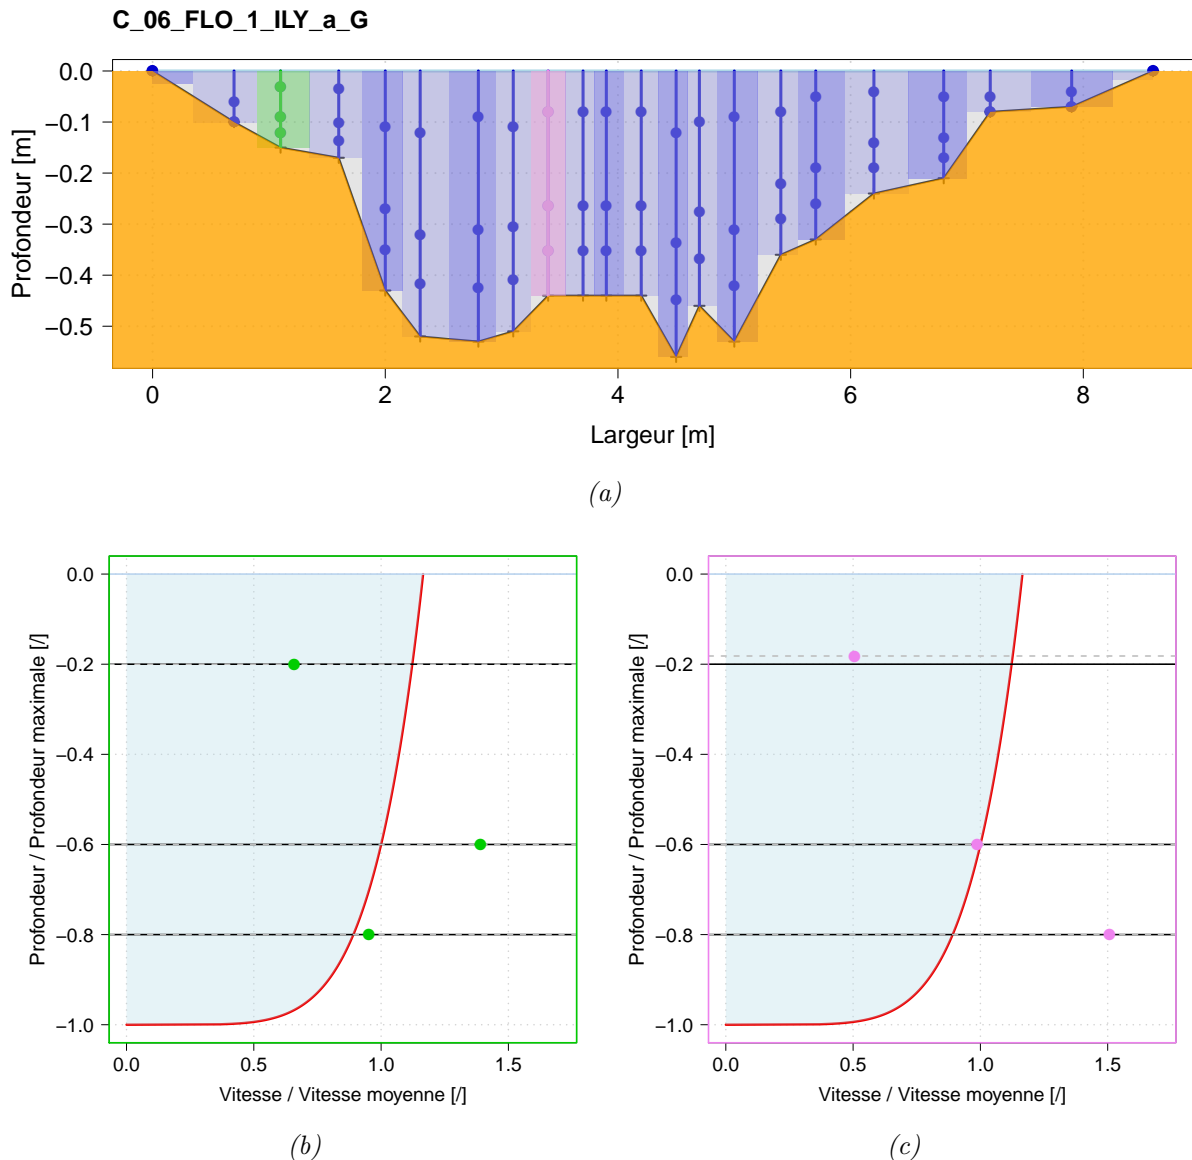 C_06_FLO_1_ILY_a_G
Profondeur [m]
0.0
−0.1
−0.2
−0.3
−0.4
−0.5
0 2 4 6 8
Largeur [m]
(a)
Profondeur / Profondeur maximale [/]
0.0
−0.2
−0.4
−0.6
−0.8
−1.0
0.0 0.5 1.0 1.5
Vitesse / Vitesse moyenne [/]
(b)
Profondeur / Profondeur maximale [/]
0.0
−0.2
−0.4
−0.6
−0.8
−1.0
0.0 0.5 1.0 1.5
Vitesse / Vitesse moyenne [/]
(c)